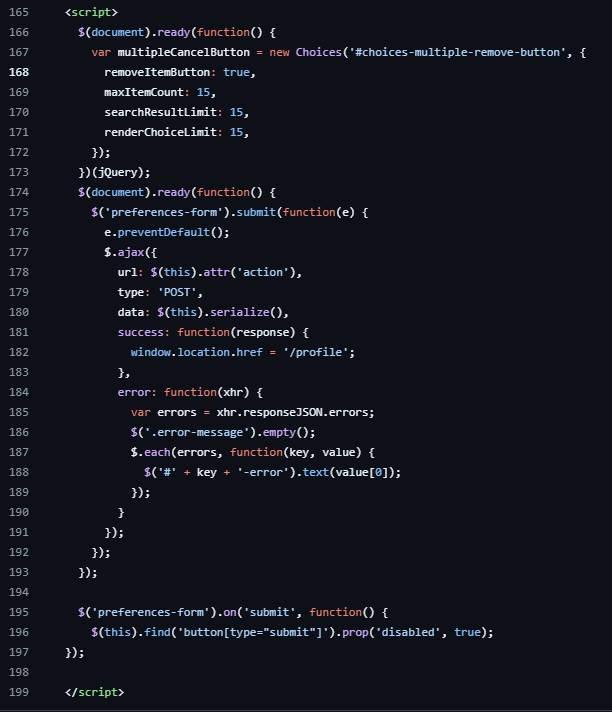 165 <script>
166 $(document).ready(function() {
167 var multipleCancelButton = new Choices('#choices-multiple-remove-button', {
168 removeItemButton: true,
169 maxItemCount: 15,
170 searchResultLimit: 15,
171 renderChoiceLimit: 15,
172 });
173 })(jQuery);
174 $(document).ready(function() {
175 $('preferences-form').submit(function(e) {
176 e.preventDefault();
177 $.ajax({
178 url: $(this).attr('action'),
179 type: 'POST',
180 data: $(this).serialize(),
181 success: function(response) {
182 window.location.href = '/profile';
183 },
184 error: function(xhr) {
185 var errors = xhr.responseJSON.errors;
186 $('.error-message').empty();
187 $.each(errors, function(key, value) {
188 $('#' + key + '-error').text(value[0]);
189 });
190 }
191 });
192 });
193 });
194
195 $('preferences-form').on('submit', function() {
196 $(this).find('button[type="submit"]').prop('disabled', true);
197 });
198
199 </script>